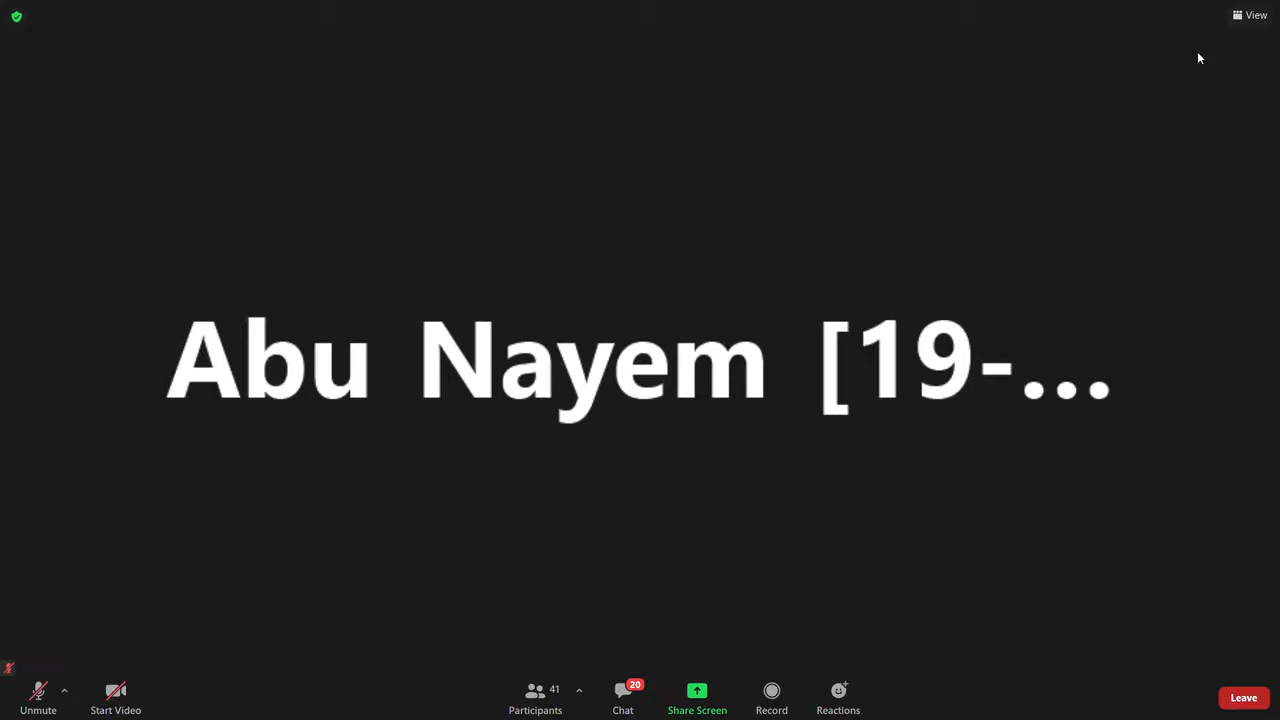 View
Abu Nayem [19-...
Unmute
Start Video
Participants 41
Chat 20
Share Screen
Record
Reactions
Leave